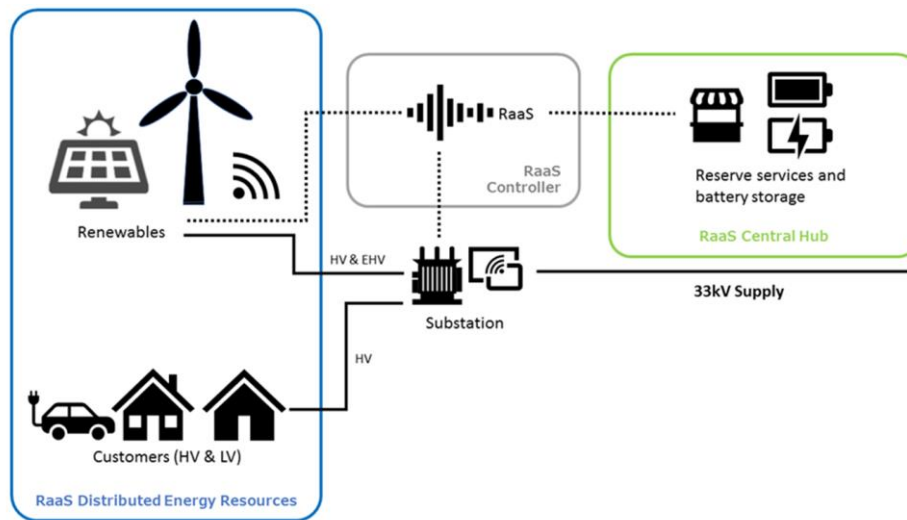 RaaS
RaaS
Controller
Reserve services and
battery storage
RaaS Central Hub
Renewables
HV & EHV
Substation
33kV Supply
HV
Customers (HV & LV)
RaaS Distributed Energy Resources